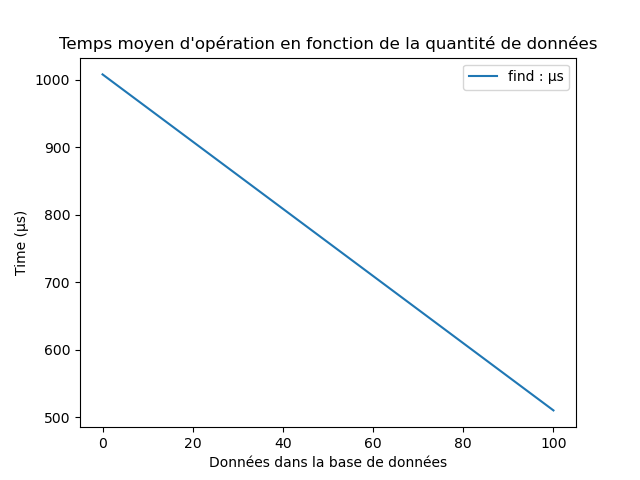 Temps moyen d'opération en fonction de la quantité de données
find : µs
1000
900
800
700
600
500
Time (µs)
0 20 40 60 80 100
Données dans la base de données